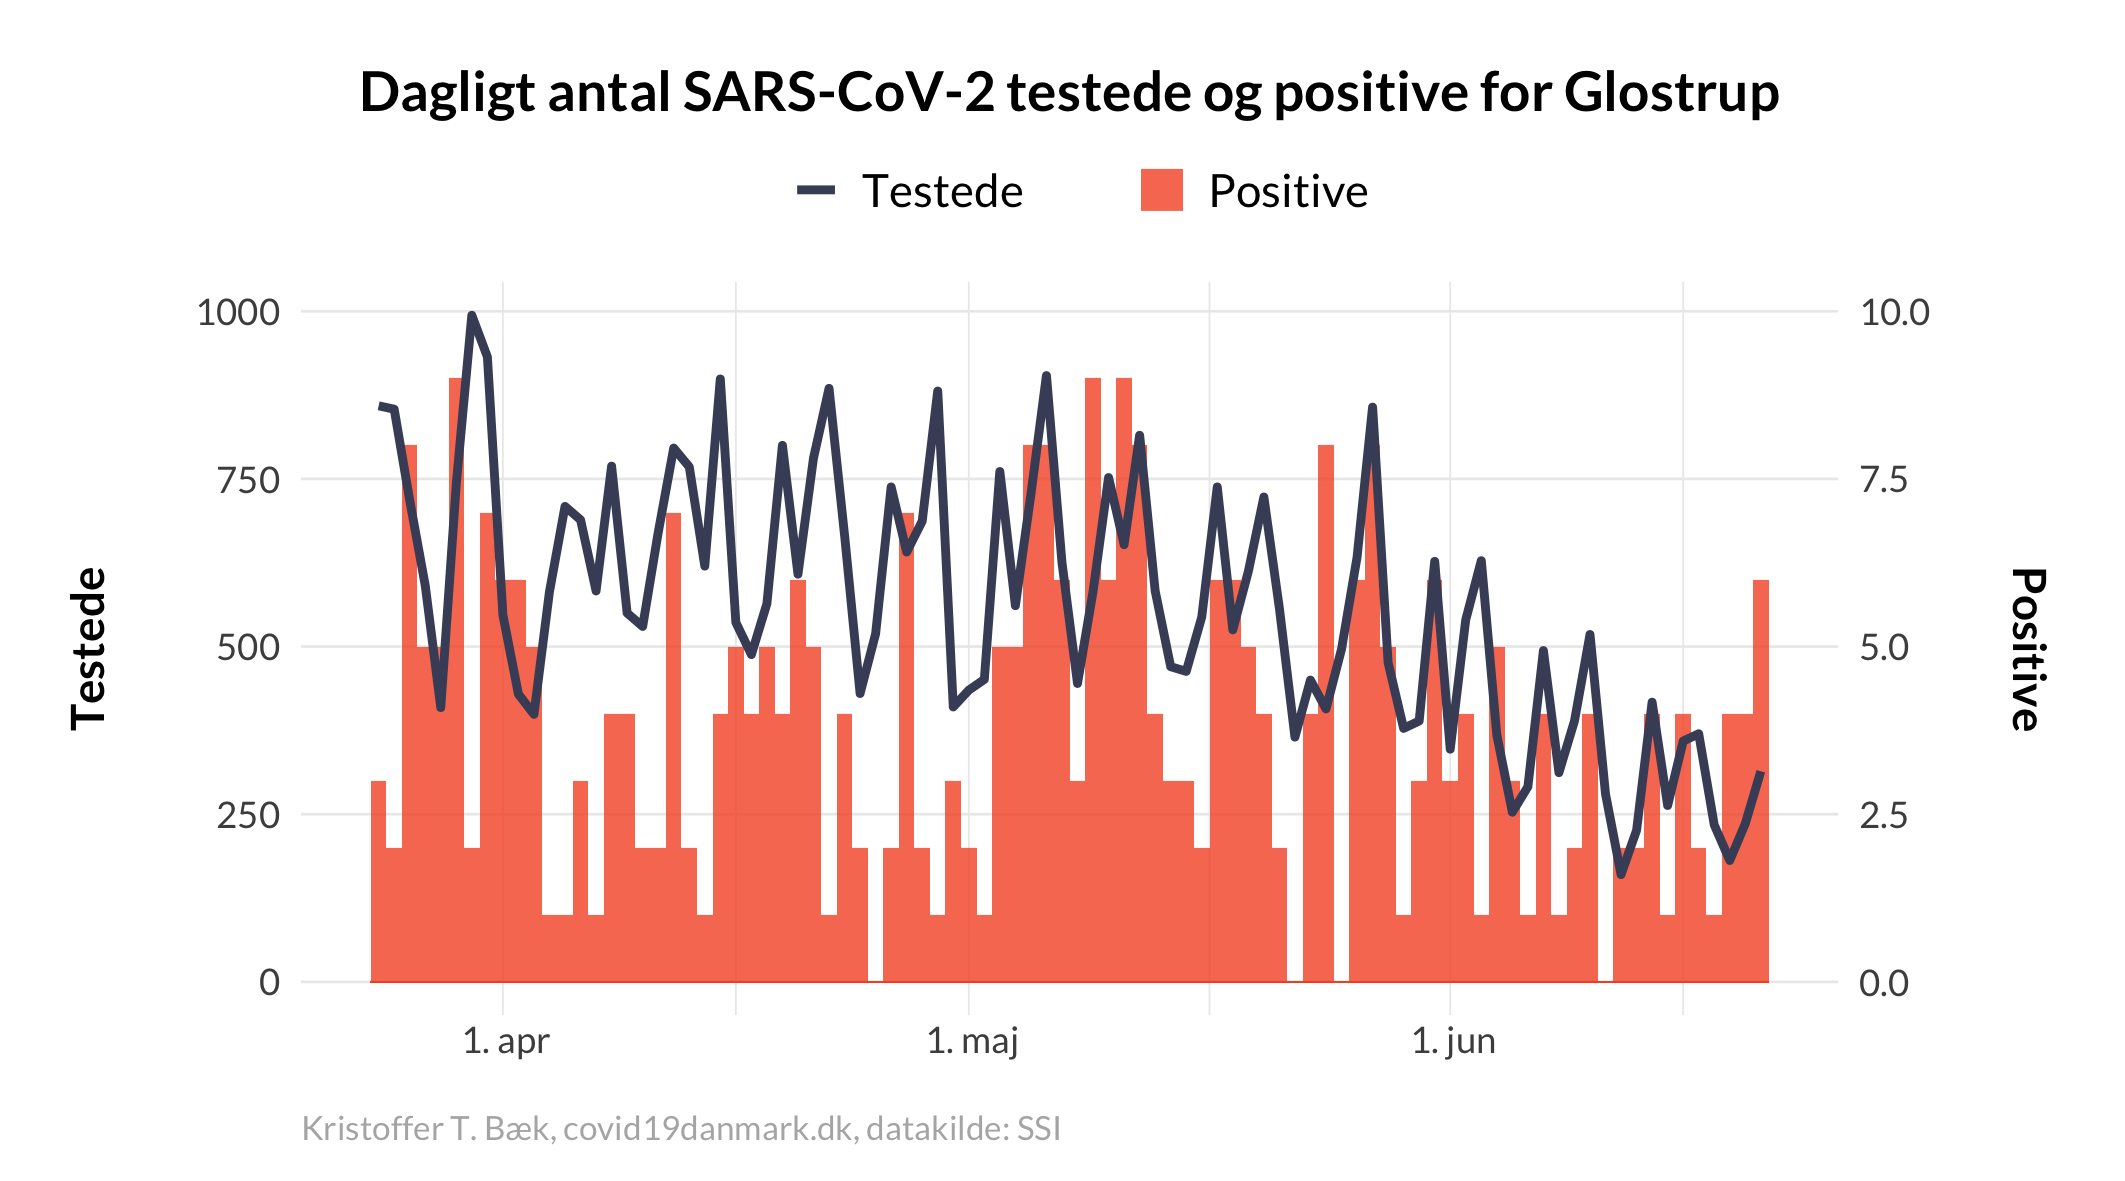 Dagligt antal SARS-CoV-2 testede og positive for Glostrup
Testede Positive
1000 10.0
750 7.5
500 5.0
250 2.5
0 0.0
Testede
Positive
1. apr 1. maj 1. jun
Kristoffer T. Bæk, covid19danmark.dk, datakilde: SSI